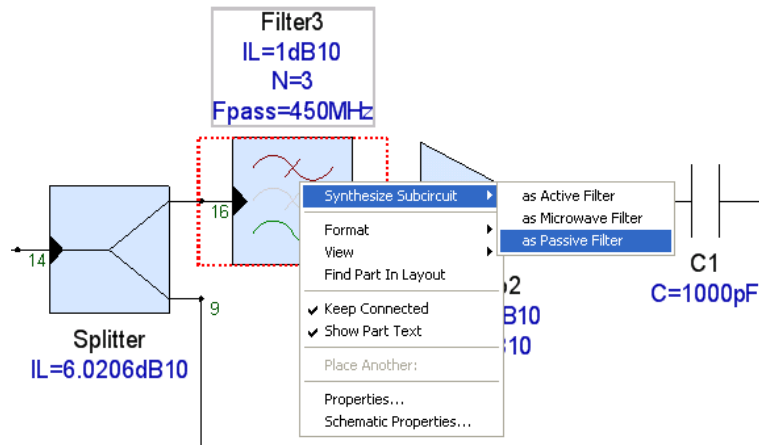 Filter3
IL=1dB10
N=3
Fpass=450MHz
16
14
9
Splitter
IL=6.0206dB10
Synthesize Subcircuit
as Active Filter
as Microwave Filter
as Passive Filter
Format
View
Find Part In Layout
Keep Connected
Show Part Text
Place Another:
Properties...
Schematic Properties...
C1
C=1000pF